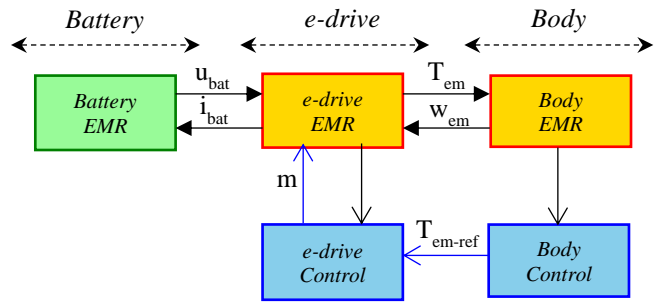 Battery e-drive Body
u_bat T_em
Battery EMR e-drive EMR Body EMR
i_bat w_em
m
T_em-ref
e-drive Control Body Control